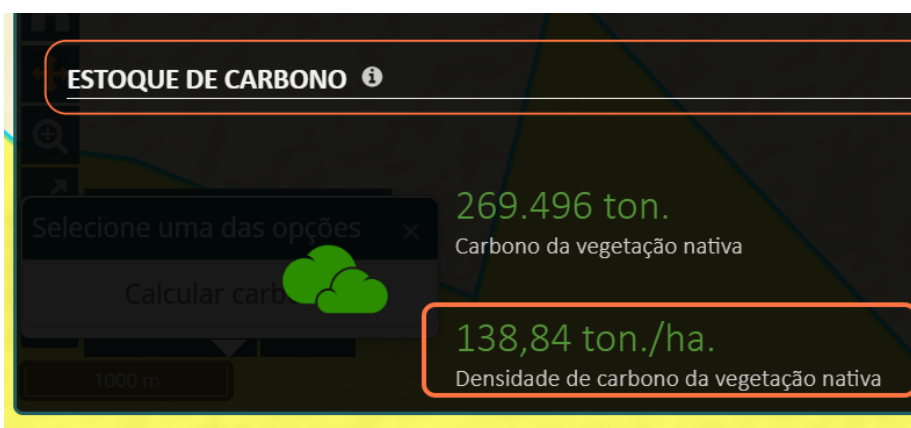 ESTOQUE DE CARBONO
269.496 ton.
Carbono da vegetação nativa
Selecione uma das opções ×
Calcular carb
138,84 ton./ha.
Densidade de carbono da vegetação nativa
1000 m